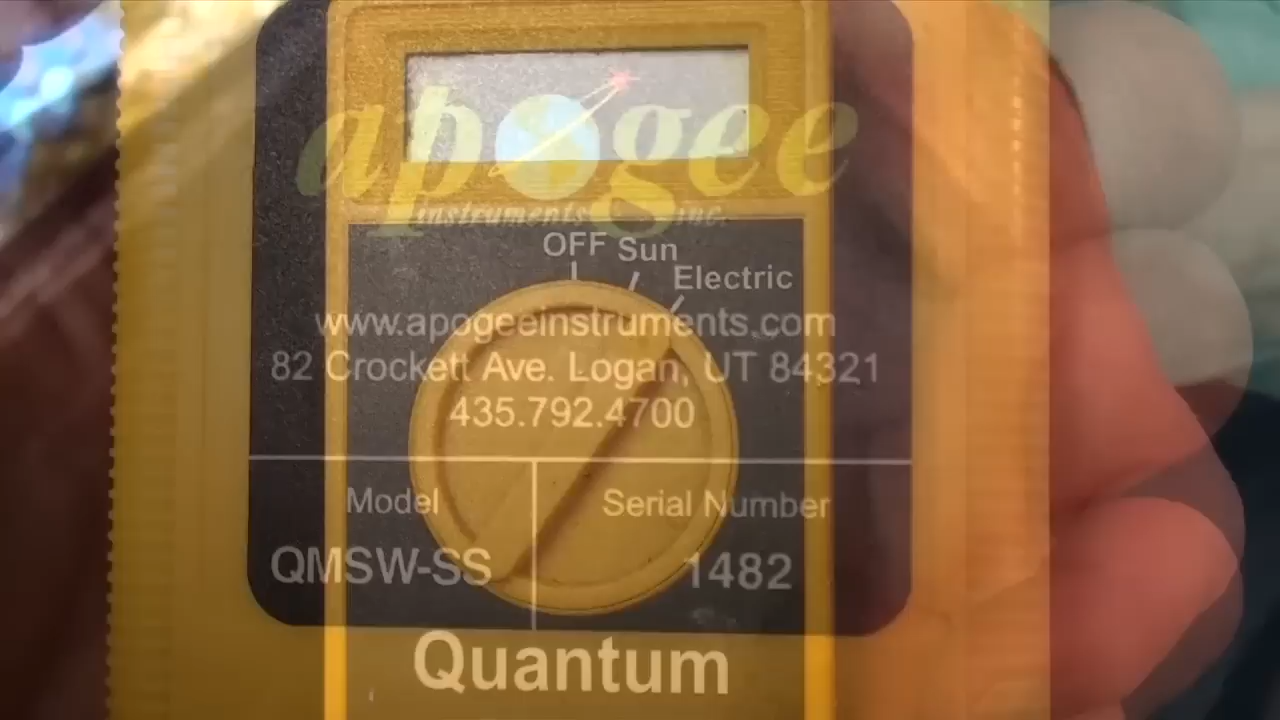 apogee
instruments inc.
OFF Sun
Electric
www.apogeeinstruments.com
82 Crockett Ave. Logan, UT 84321
435.792.4700
Model Serial Number
QMSW-SS 1482
Quantum